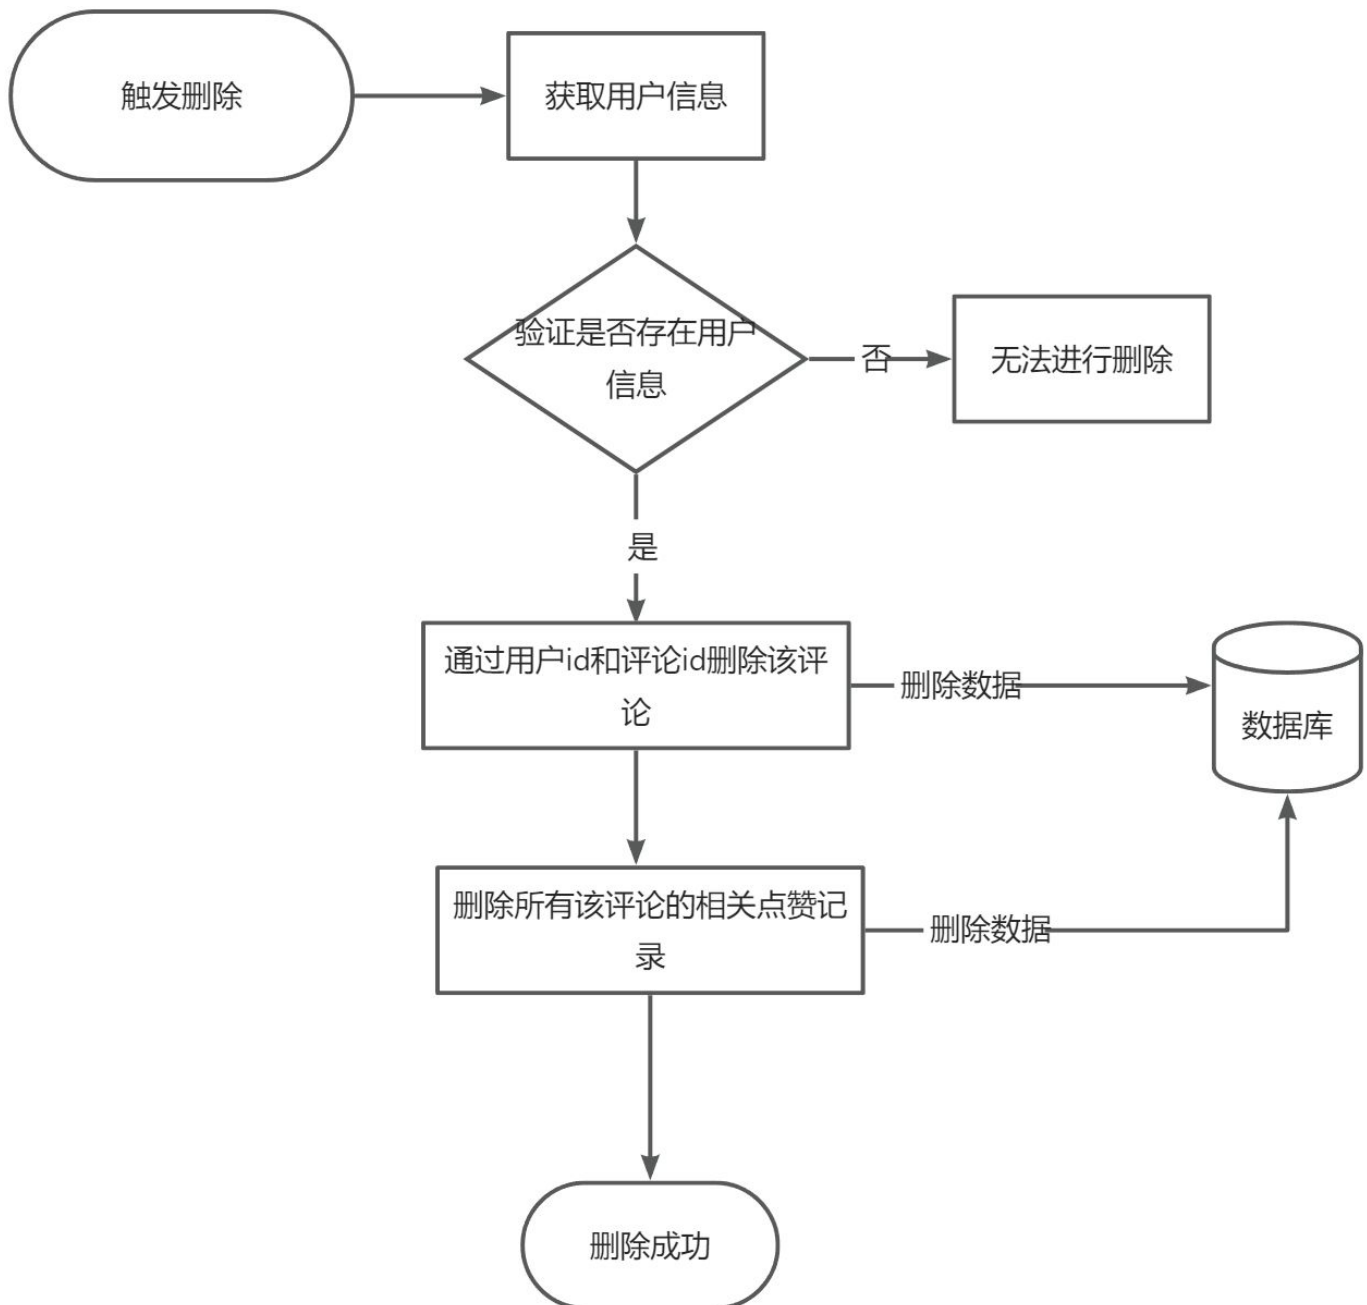 触发删除
获取用户信息
验证是否存在用户
信息
否
无法进行删除
是
通过用户id和评论id删除该评
论
删除数据
数据库
删除所有该评论的相关点赞记
录
删除数据
删除成功